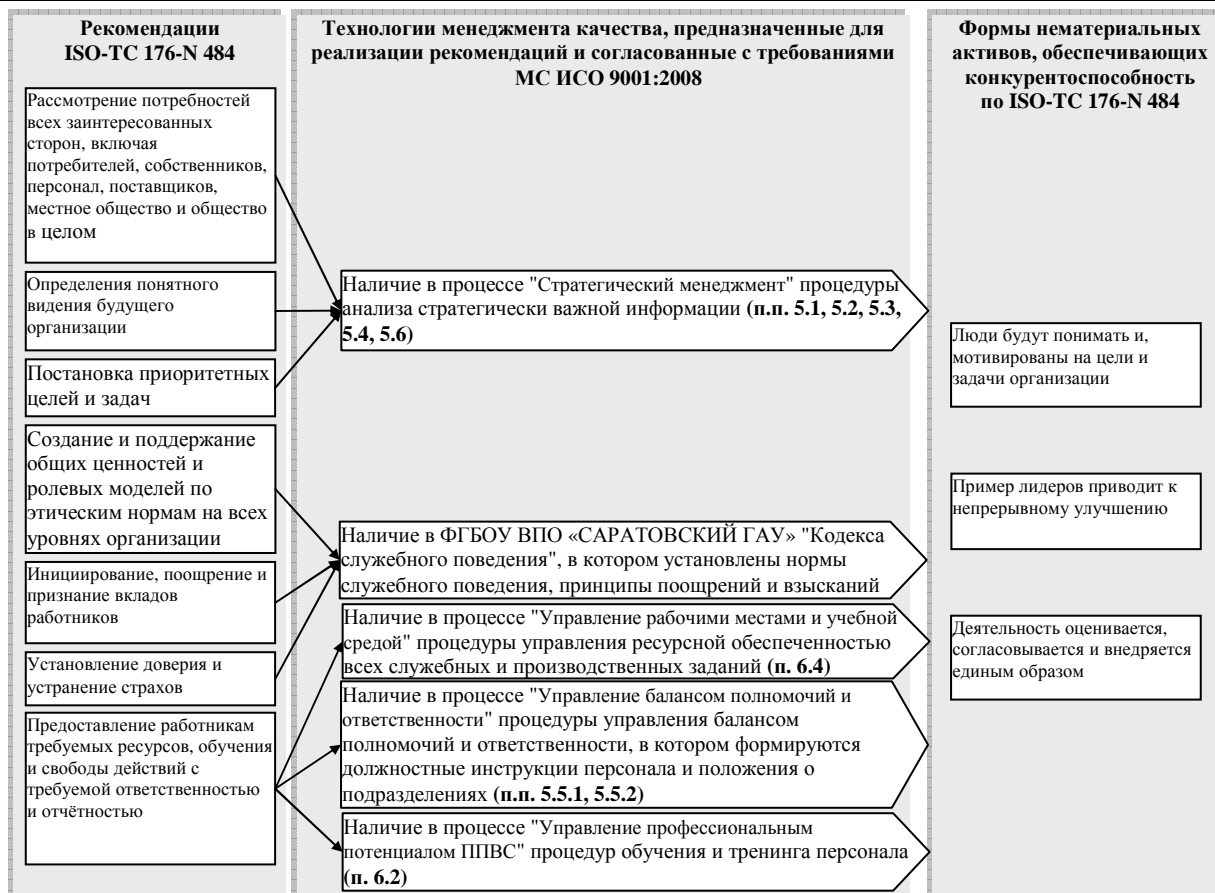 Рекомендации
ISO-TC 176-N 484
Рассмотрение потребностей
всех заинтересованных
сторон, включая
потребителей, собственников,
персонал, поставщиков,
местное общество и общество
в целом
Определения понятного
видения будущего
организации
Постановка приоритетных
целей и задач
Создание и поддержание
общих ценностей и
ролевых моделей по
этическим нормам на всех
уровнях организации
Инициирование, поощрение и
признание вкладов
работников
Установление доверия и
устранение страхов
Предоставление работникам
требуемых ресурсов, обучения
и свободы действий с
требуемой ответственностью
и отчётностью
Технологии менеджмента качества, предназначенные для
реализации рекомендаций и согласованные с требованиями
МС ИСО 9001:2008
Наличие в процессе "Стратегический менеджмент" процедуры
анализа стратегически важной информации (п.п. 5.1, 5.2, 5.3,
5.4, 5.6)
Наличие в ФГБОУ ВПО «САРАТОВСКИЙ ГАУ» "Кодекса
служебного поведения", в котором установлены нормы
служебного поведения, принципы поощрений и взысканий
Наличие в процессе "Управление рабочими местами и учебной
средой" процедуры управления ресурсной обеспеченностью
всех служебных и производственных заданий (п. 6.4)
Наличие в процессе "Управление балансом полномочий и
ответственности" процедуры управления балансом
полномочий и ответственности, в котором формируются
должностные инструкции персонала и положения о
подразделениях (п.п. 5.5.1, 5.5.2)
Наличие в процессе "Управление профессиональным
потенциалом ППВС" процедур обучения и тренинга персонала
(п. 6.2)
Формы нематериальных
активов, обеспечивающих
конкурентоспособность
по ISO-TC 176-N 484
Люди будут понимать и,
мотивированы на цели и
задачи организации
Пример лидеров приводит к
непрерывному улучшению
Деятельность оценивается,
согласовывается и внедряется
единым образом